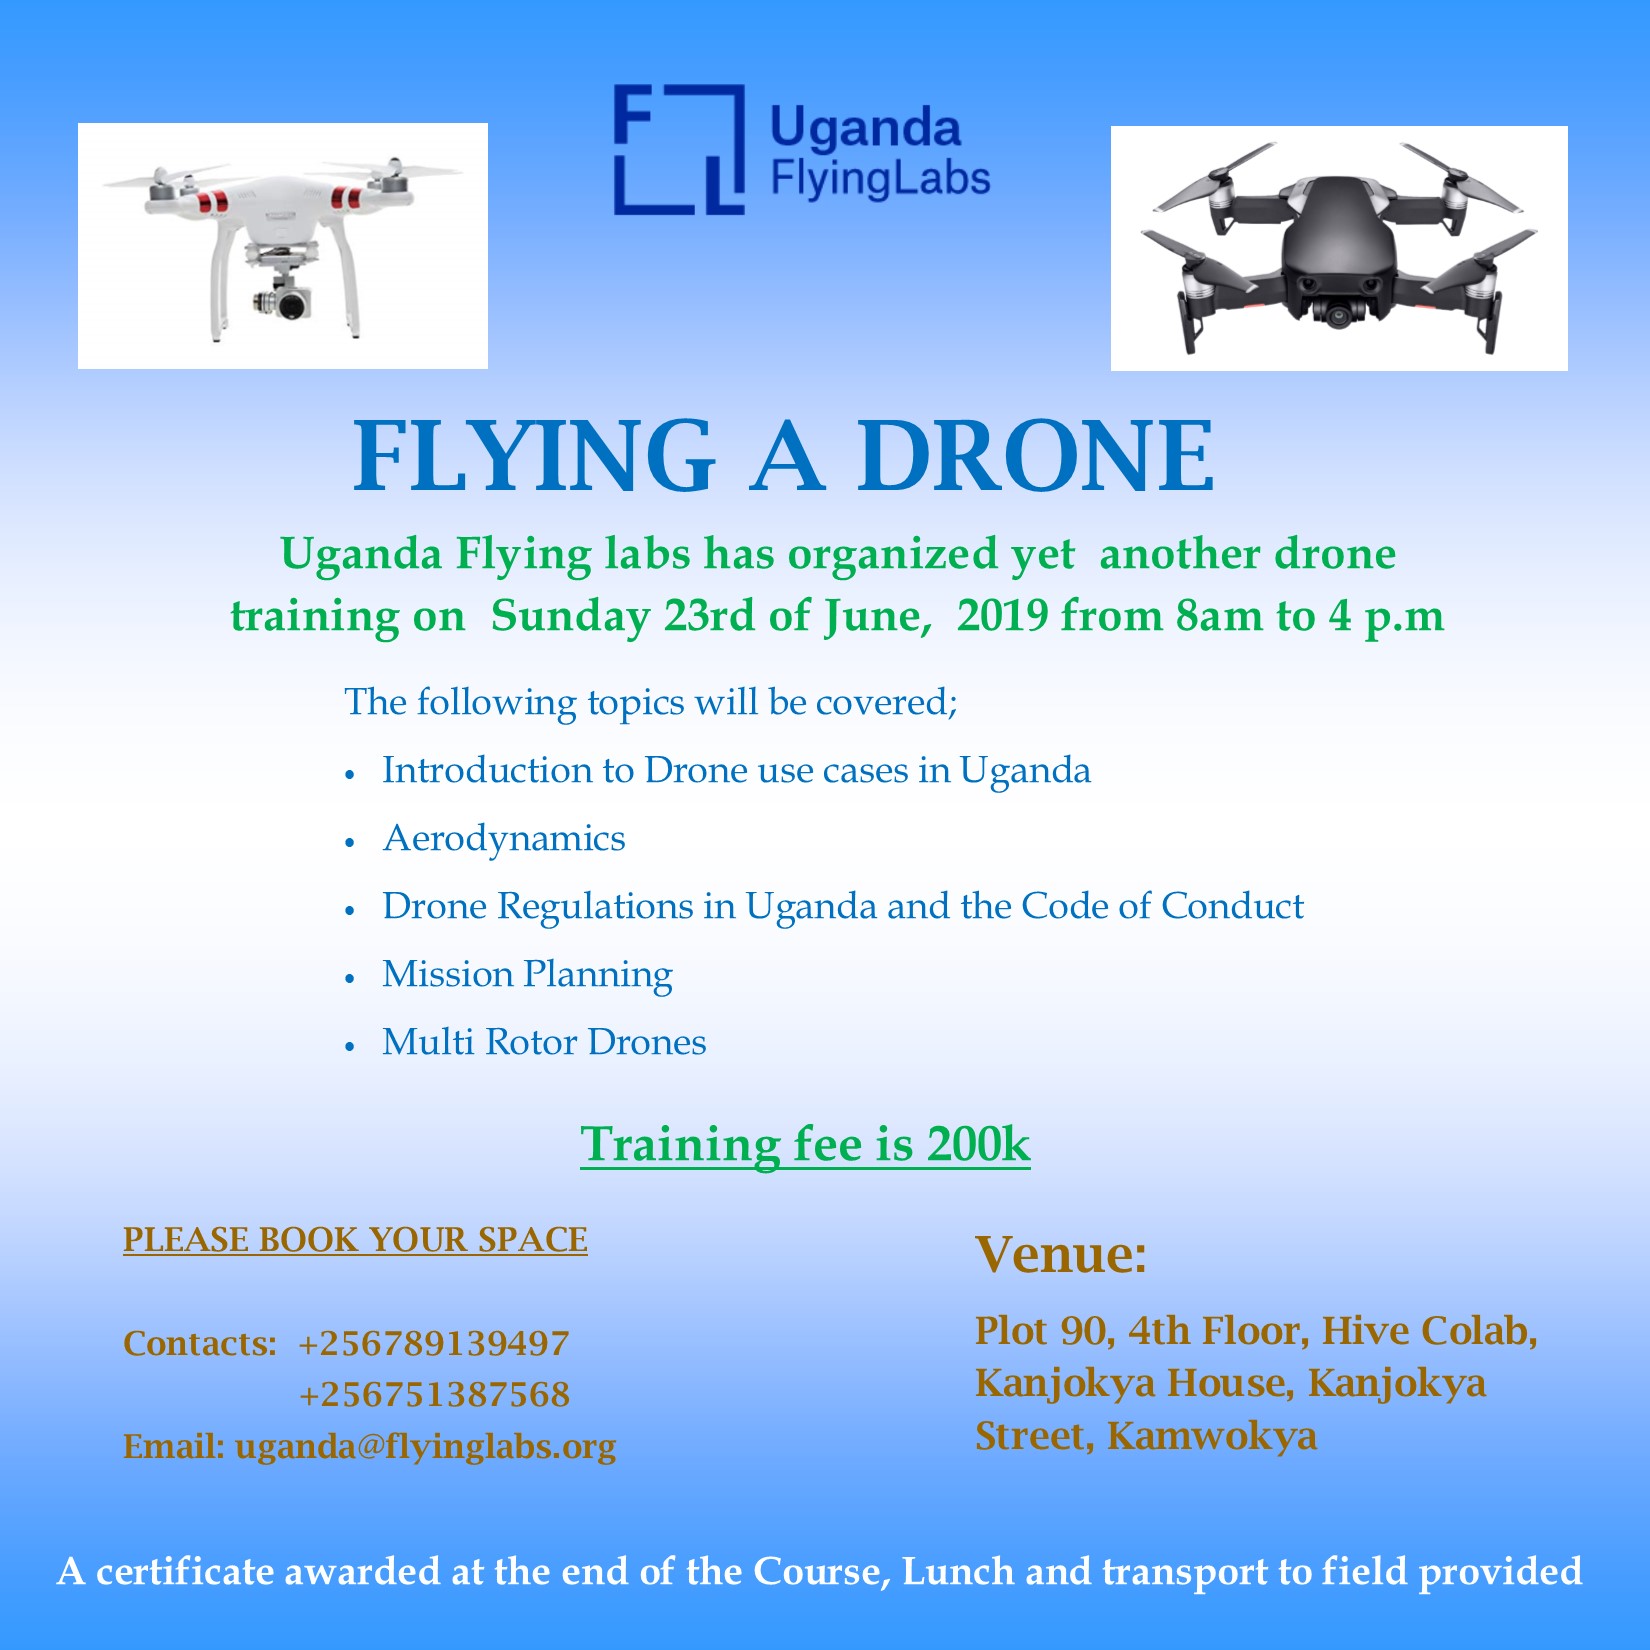 F L
Uganda
FlyingLabs
FLYING A DRONE
Uganda Flying labs has organized yet another drone
training on Sunday 23rd of June, 2019 from 8am to 4 p.m
The following topics will be covered;
• Introduction to Drone use cases in Uganda
• Aerodynamics
• Drone Regulations in Uganda and the Code of Conduct
• Mission Planning
• Multi Rotor Drones
Training fee is 200k
PLEASE BOOK YOUR SPACE
Contacts: +256789139497
+256751387568
Email: uganda@flyinglabs.org
Venue:
Plot 90, 4th Floor, Hive Colab,
Kanjokya House, Kanjokya
Street, Kamwokya
A certificate awarded at the end of the Course, Lunch and transport to field provided